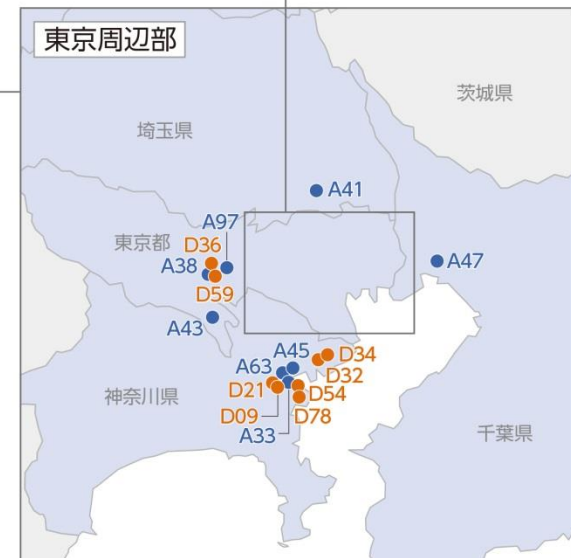 東京周辺部
茨城県
埼玉県
A41
A97
東京都
D36
A38
A47
D59
A43
A45
D34
A63
D32
D21
D54
神奈川県
D09
D78
A33
千葉県